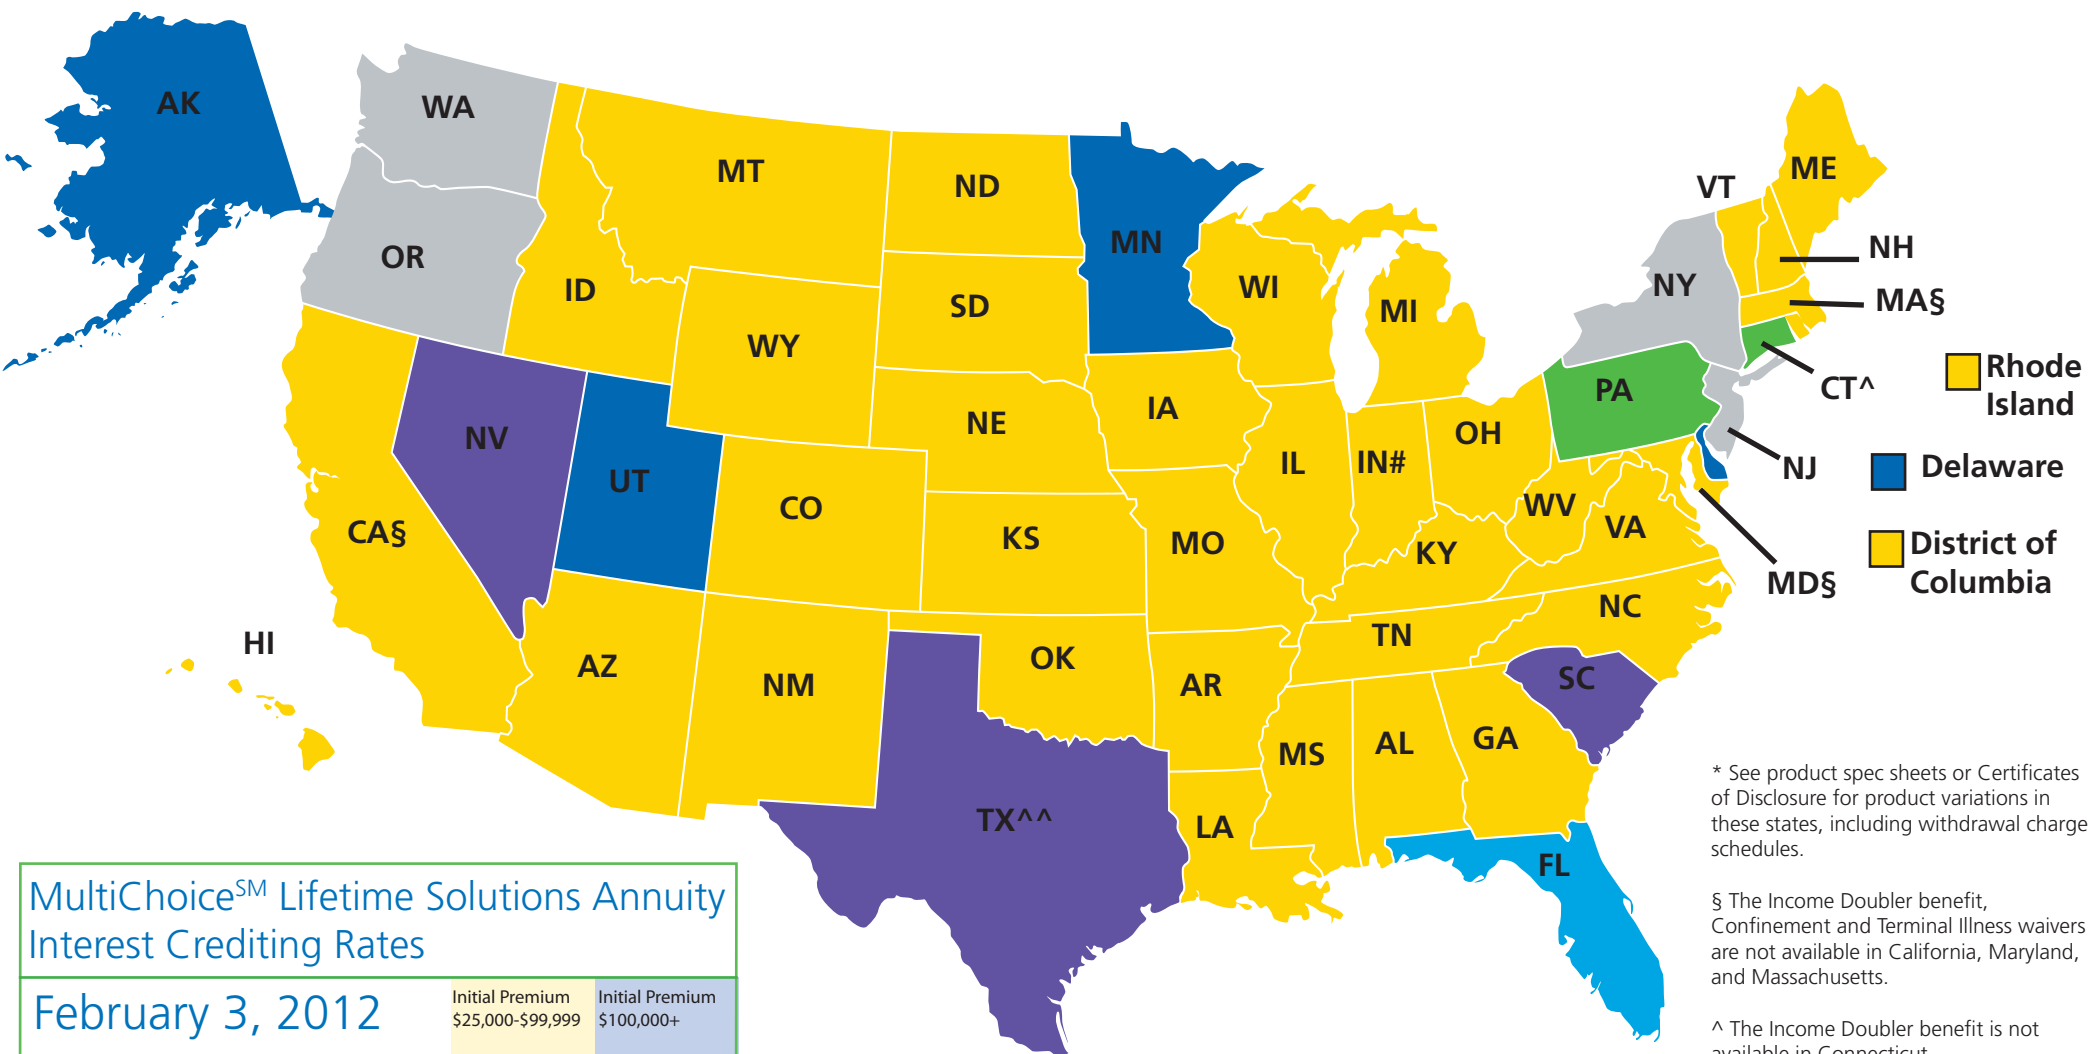 AK
WA
MT
ND
MN
VT
ME
OR
ID
SD
WI
MI
NY
NH
MA§
WY
NE
IA
PA
CT^
Rhode
Island
NV
UT
CO
IL
IN#
OH
NJ
Delaware
CA§
KS
MO
KY
WV
VA
MD§
District of
Columbia
HI
AZ
NM
OK
AR
TN
NC
SC
MS
AL
GA
TX^^
LA
FL
* See product spec sheets or Certificates
of Disclosure for product variations in
these states, including withdrawal charge
schedules.
§ The Income Doubler benefit,
Confinement and Terminal Illness waivers
are not available in California, Maryland,
and Massachusetts.
^ The Income Doubler benefit is not
available in Connecticut
MultiChoiceSM Lifetime Solutions Annuity
Interest Crediting Rates
February 3, 2012
Initial Premium
$25,000-$99,999
Initial Premium
$100,000+